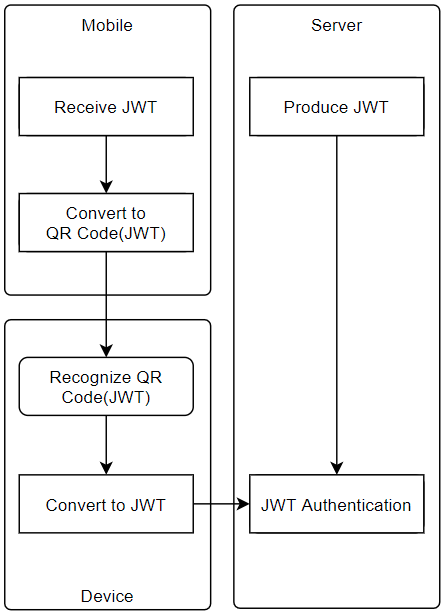 Mobile
Receive JWT
Convert to
QR Code(JWT)
Recognize QR
Code(JWT)
Convert to JWT
Device
Server
Produce JWT
JWT Authentication